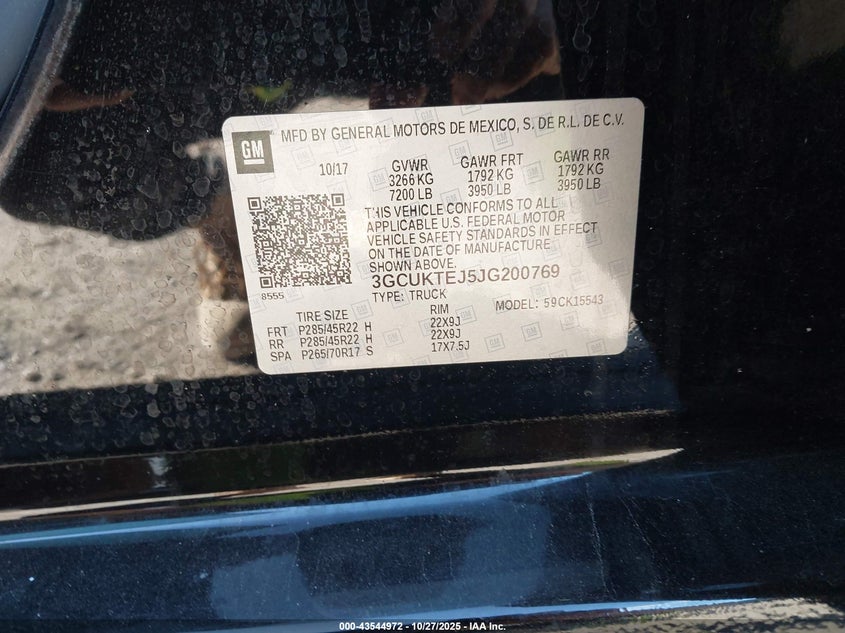 GM
MFD BY GENERAL MOTORS DE MEXICO, S. DE R.L. DE C.V.
10/17 GVWR GAWR FRT GAWR RR
3266 KG 1792 KG 1792 KG
7200 LB 3950 LB 3950 LB
THIS VEHICLE CONFORMS TO ALL
APPLICABLE U.S. FEDERAL MOTOR
VEHICLE SAFETY STANDARDS IN EFFECT
ON THE DATE OF MANUFACTURE
SHOWN ABOVE.
8555
3GCUKTEJ5JG200769
TYPE: TRUCK MODEL: 59CK15543
TIRE SIZE RIM
FRT P285/45R22 H 22X9J
RR P285/45R22 H 22X9J
SPA P265/70R17 S 17X7.5J
000-43544972 | 10/27/2025 - IAA Inc.